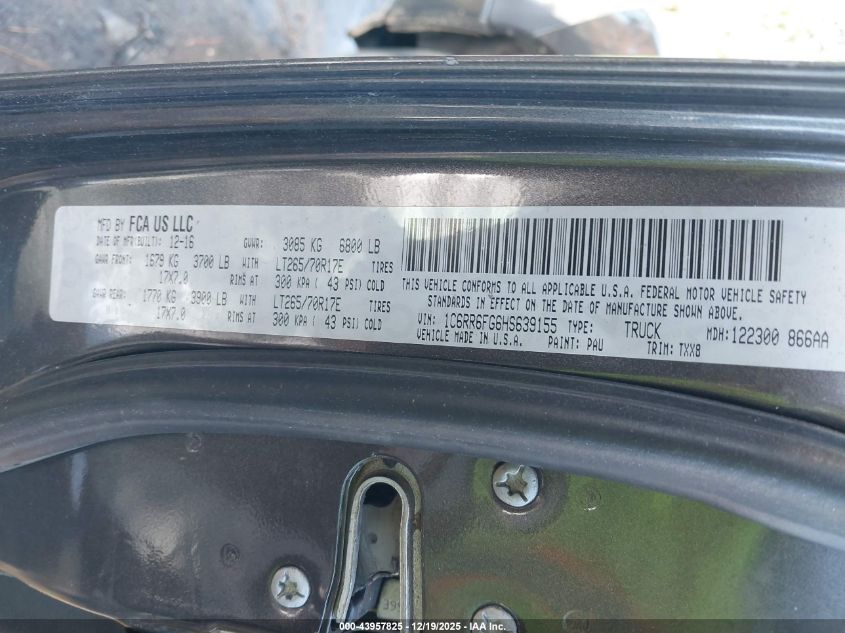 MFD BY FCA US LLC
DATE OF MFR(BUILT): 12-16 GVWR: 3085 KG 6800 LB
GAWR FRONT: 1679 KG 3700 LB WITH LT265/70R17E TIRES
17X7.0 RIMS AT 300 KPA ( 43 PSI) COLD
GAWR REAR: 1770 KG 3900 LB WITH LT265/70R17E TIRES
17X7.0 RIMS AT 300 KPA ( 43 PSI) COLD
THIS VEHICLE CONFORMS TO ALL APPLICABLE U.S.A. FEDERAL MOTOR VEHICLE SAFETY
STANDARDS IN EFFECT ON THE DATE OF MANUFACTURE SHOWN ABOVE.
VIN: 1C6RR6FG6HS639155 TYPE: TRUCK MDH: 122300 866AA
VEHICLE MADE IN U.S.A. PAINT: PAU TRIM: TXX8
000-43957825 - 12/19/2025 - IAA, Inc.